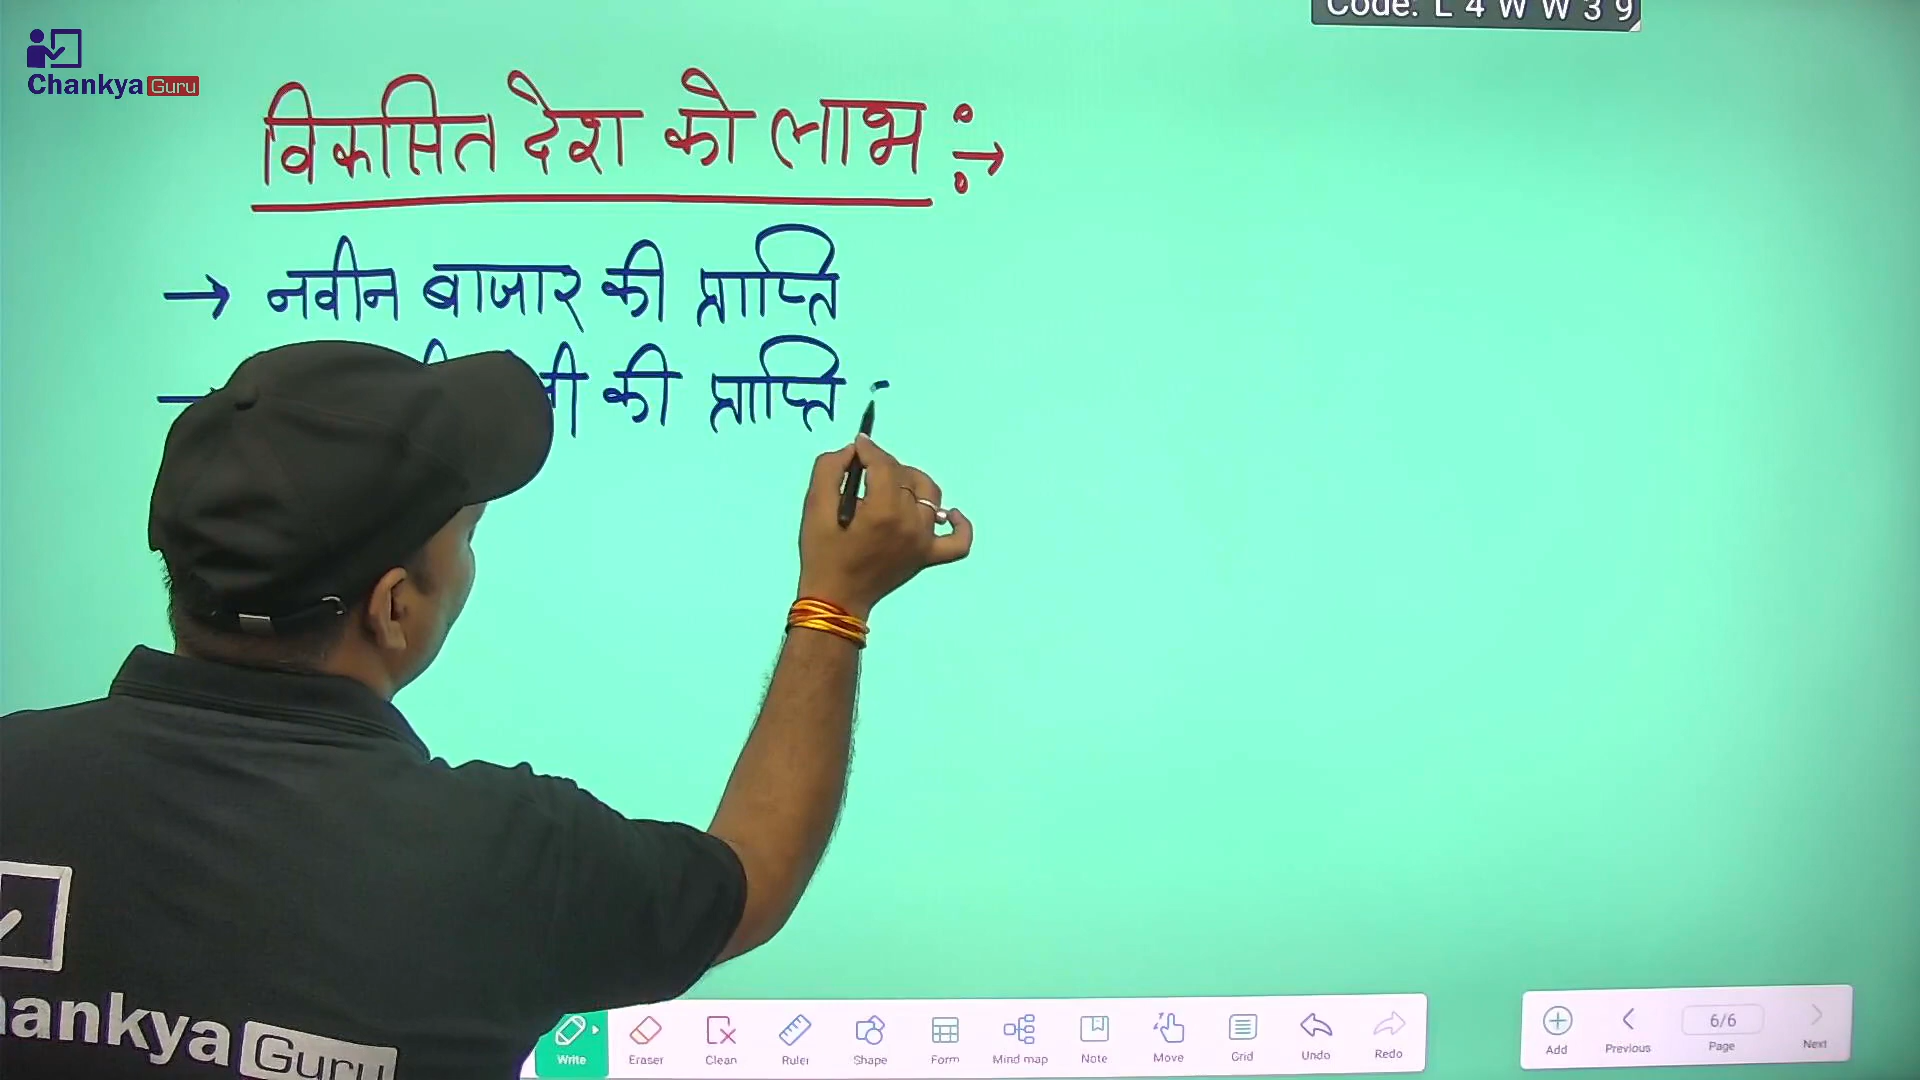 Code: L 4 W W 3 9
Chankya Guru
विकसित देश को लाभ :→
→ नवीन बाजार की प्राप्ति
→ की प्राप्ति
Chankya Guru
Write Eraser Clean Ruler Shape Form Mind map Note Move Grid Undo Redo
Add Previous 6/6 Page Next